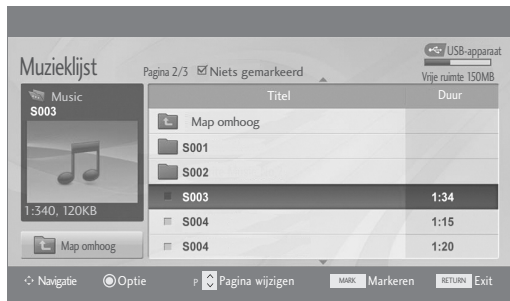 USB-apparaat
Muzieklijst
Pagina 2/3 Niets gemarkeerd
Vrije ruimte 150MB
Music
S003
1:340, 120KB
Map omhoog
Titel Duur
Map omhoog
S001
S002
S003 1:34
S004 1:15
S004 1:20
Navigatie Optie P Pagina wijzigen MARK Markeren RETURN Exit